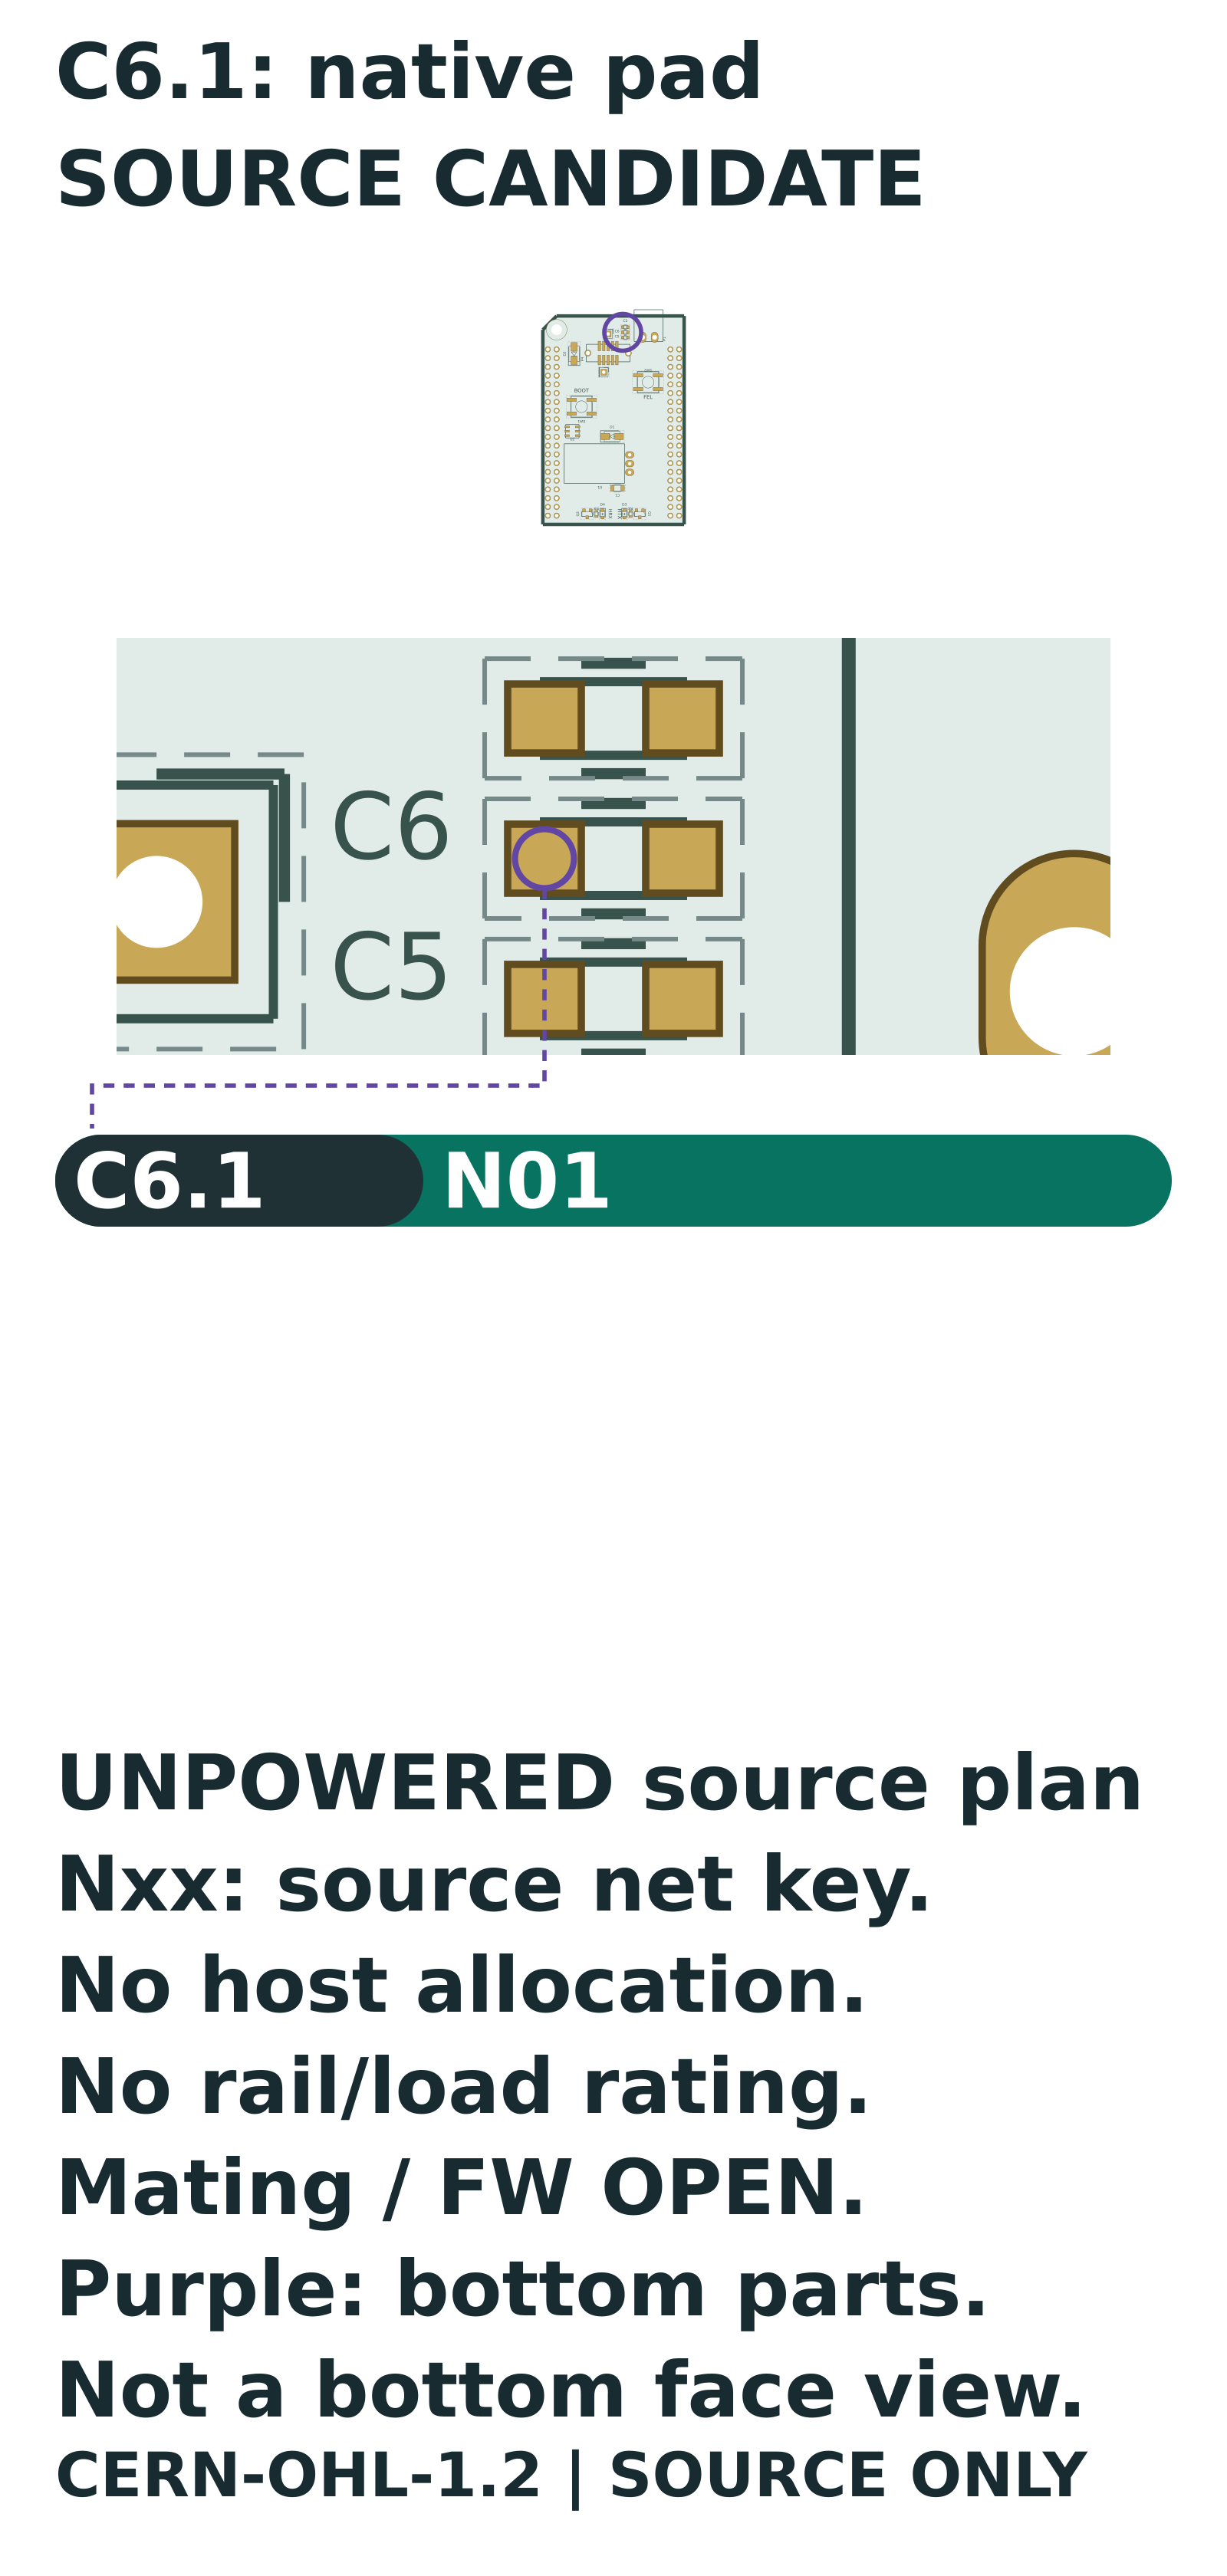 C6.1: native pad
SOURCE CANDIDATE
BOOT
FEL
C6
C5
C6.1 N01
UNPOWERED source plan
Nxx: source net key.
No host allocation.
No rail/load rating.
Mating / FW OPEN.
Purple: bottom parts.
Not a bottom face view.
CERN-OHL-1.2 | SOURCE ONLY